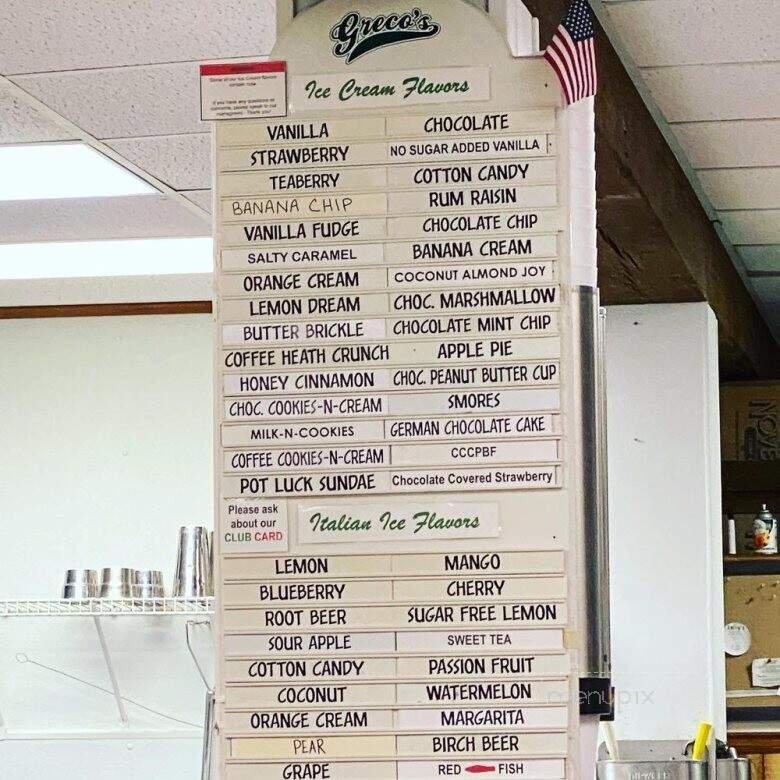 Greco's
Ice Cream Flavors
VANILLA CHOCOLATE
STRAWBERRY NO SUGAR ADDED VANILLA
TEABERRY COTTON CANDY
BANANA CHIP RUM RAISIN
VANILLA FUDGE CHOCOLATE CHIP
SALTY CARAMEL BANANA CREAM
ORANGE CREAM COCONUT ALMOND JOY
LEMON DREAM CHOC. MARSHMALLOW
BUTTER BRICKLE CHOCOLATE MINT CHIP
COFFEE HEATH CRUNCH APPLE PIE
HONEY CINNAMON CHOC. PEANUT BUTTER CUP
CHOC. COOKIES-N-CREAM SMORES
MILK-N-COOKIES GERMAN CHOCOLATE CAKE
COFFEE COOKIES-N-CREAM CCCPBF
POT LUCK SUNDAE Chocolate Covered Strawberry
Please ask
about our
CLUB CARD
Italian Ice Flavors
LEMON MANGO
BLUEBERRY CHERRY
ROOT BEER SUGAR FREE LEMON
SOUR APPLE SWEET TEA
COTTON CANDY PASSION FRUIT
COCONUT WATERMELON
ORANGE CREAM MARGARITA
PEAR BIRCH BEER
GRAPE RED FISH
menupix